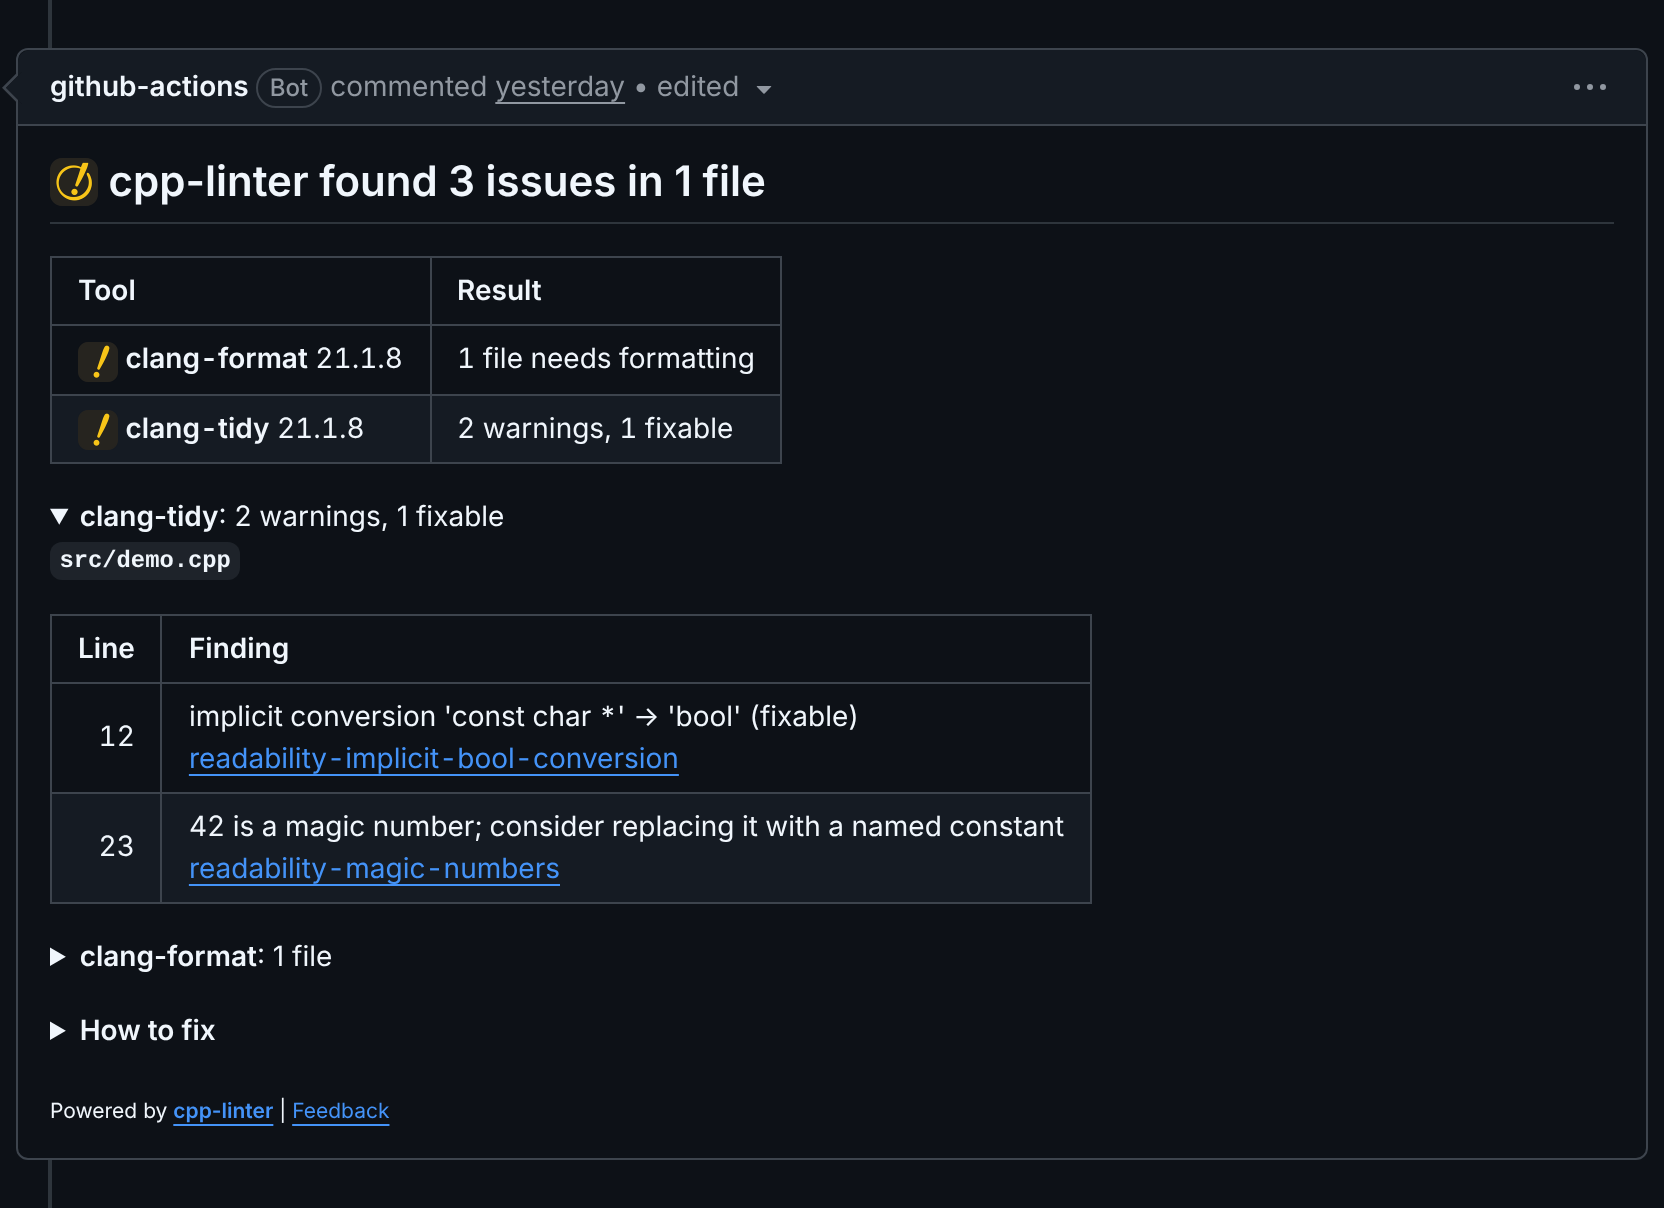 github-actions Bot commented yesterday • edited
cpp-linter found 3 issues in 1 file
Tool Result
clang-format 21.1.8 1 file needs formatting
clang-tidy 21.1.8 2 warnings, 1 fixable
clang-tidy: 2 warnings, 1 fixable
src/demo.cpp
Line Finding
12 implicit conversion 'const char *' → 'bool' (fixable)
readability-implicit-bool-conversion
23 42 is a magic number; consider replacing it with a named constant
readability-magic-numbers
clang-format: 1 file
How to fix
Powered by cpp-linter | Feedback